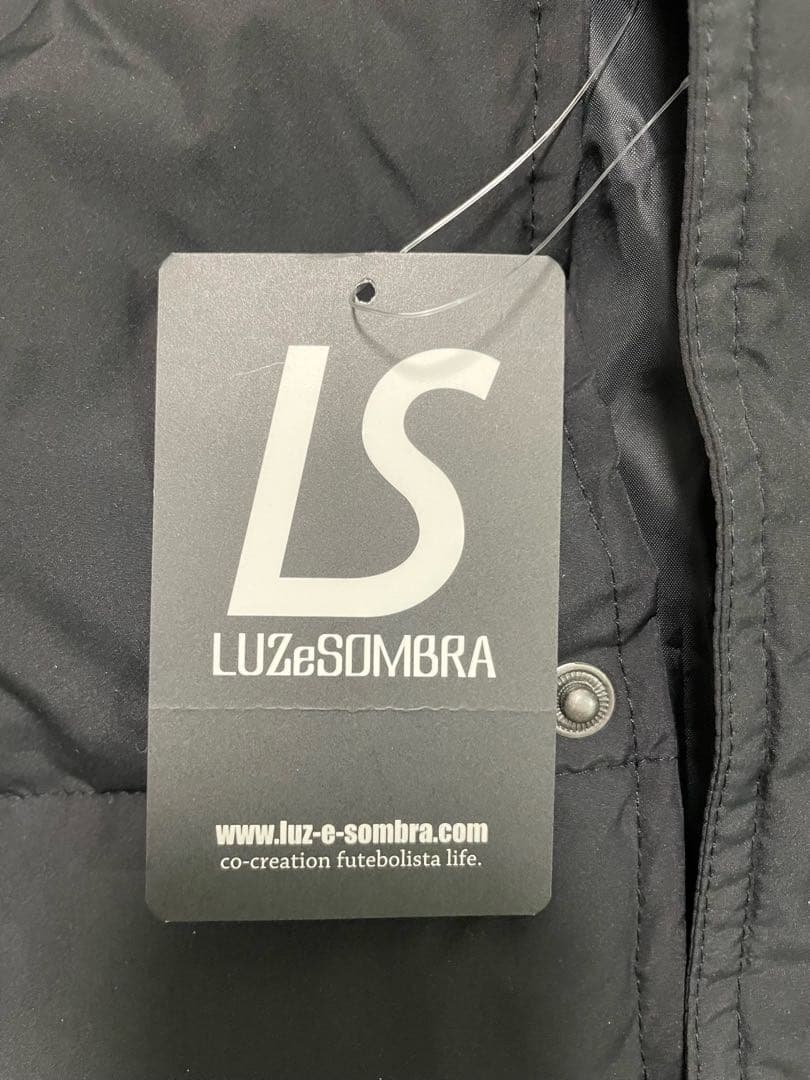 LS
LUZeSOMBRA
www.luz-e-sombra.com
co-creation futebolista life.